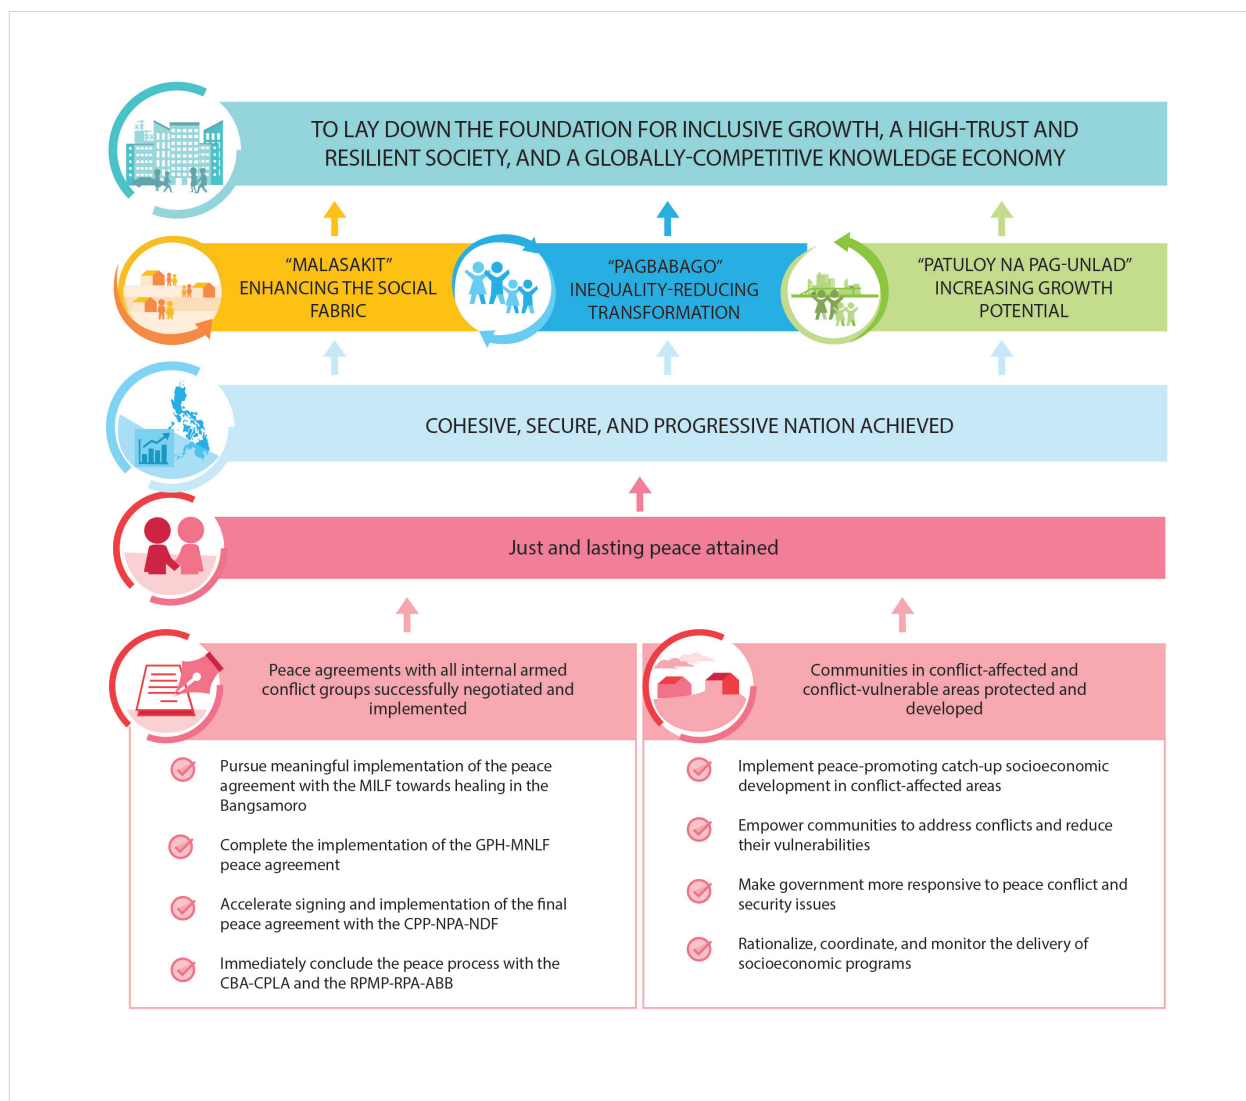 TO LAY DOWN THE FOUNDATION FOR INCLUSIVE GROWTH, A HIGH-TRUST AND
RESILIENT SOCIETY, AND A GLOBALLY-COMPETITIVE KNOWLEDGE ECONOMY
“MALASAKIT”
ENHANCING THE SOCIAL
FABRIC
“PAGBABAGO”
INEQUALITY-REDUCING
TRANSFORMATION
“PATULOY NA PAG-UNLAD”
INCREASING GROWTH
POTENTIAL
COHESIVE, SECURE, AND PROGRESSIVE NATION ACHIEVED
Just and lasting peace attained
Peace agreements with all internal armed
conflict groups successfully negotiated and
implemented
Pursue meaningful implementation of the peace
agreement with the MILF towards healing in the
Bangsamoro
Complete the implementation of the GPH-MNLF
peace agreement
Accelerate signing and implementation of the final
peace agreement with the CPP-NPA-NDF
Immediately conclude the peace process with the
CBA-CPLA and the RPMP-RPA-ABB
Communities in conflict-affected and
conflict-vulnerable areas protected and
developed
Implement peace-promoting catch-up socioeconomic
development in conflict-affected areas
Empower communities to address conflicts and reduce
their vulnerabilities
Make government more responsive to peace conflict and
security issues
Rationalize, coordinate, and monitor the delivery of
socioeconomic programs